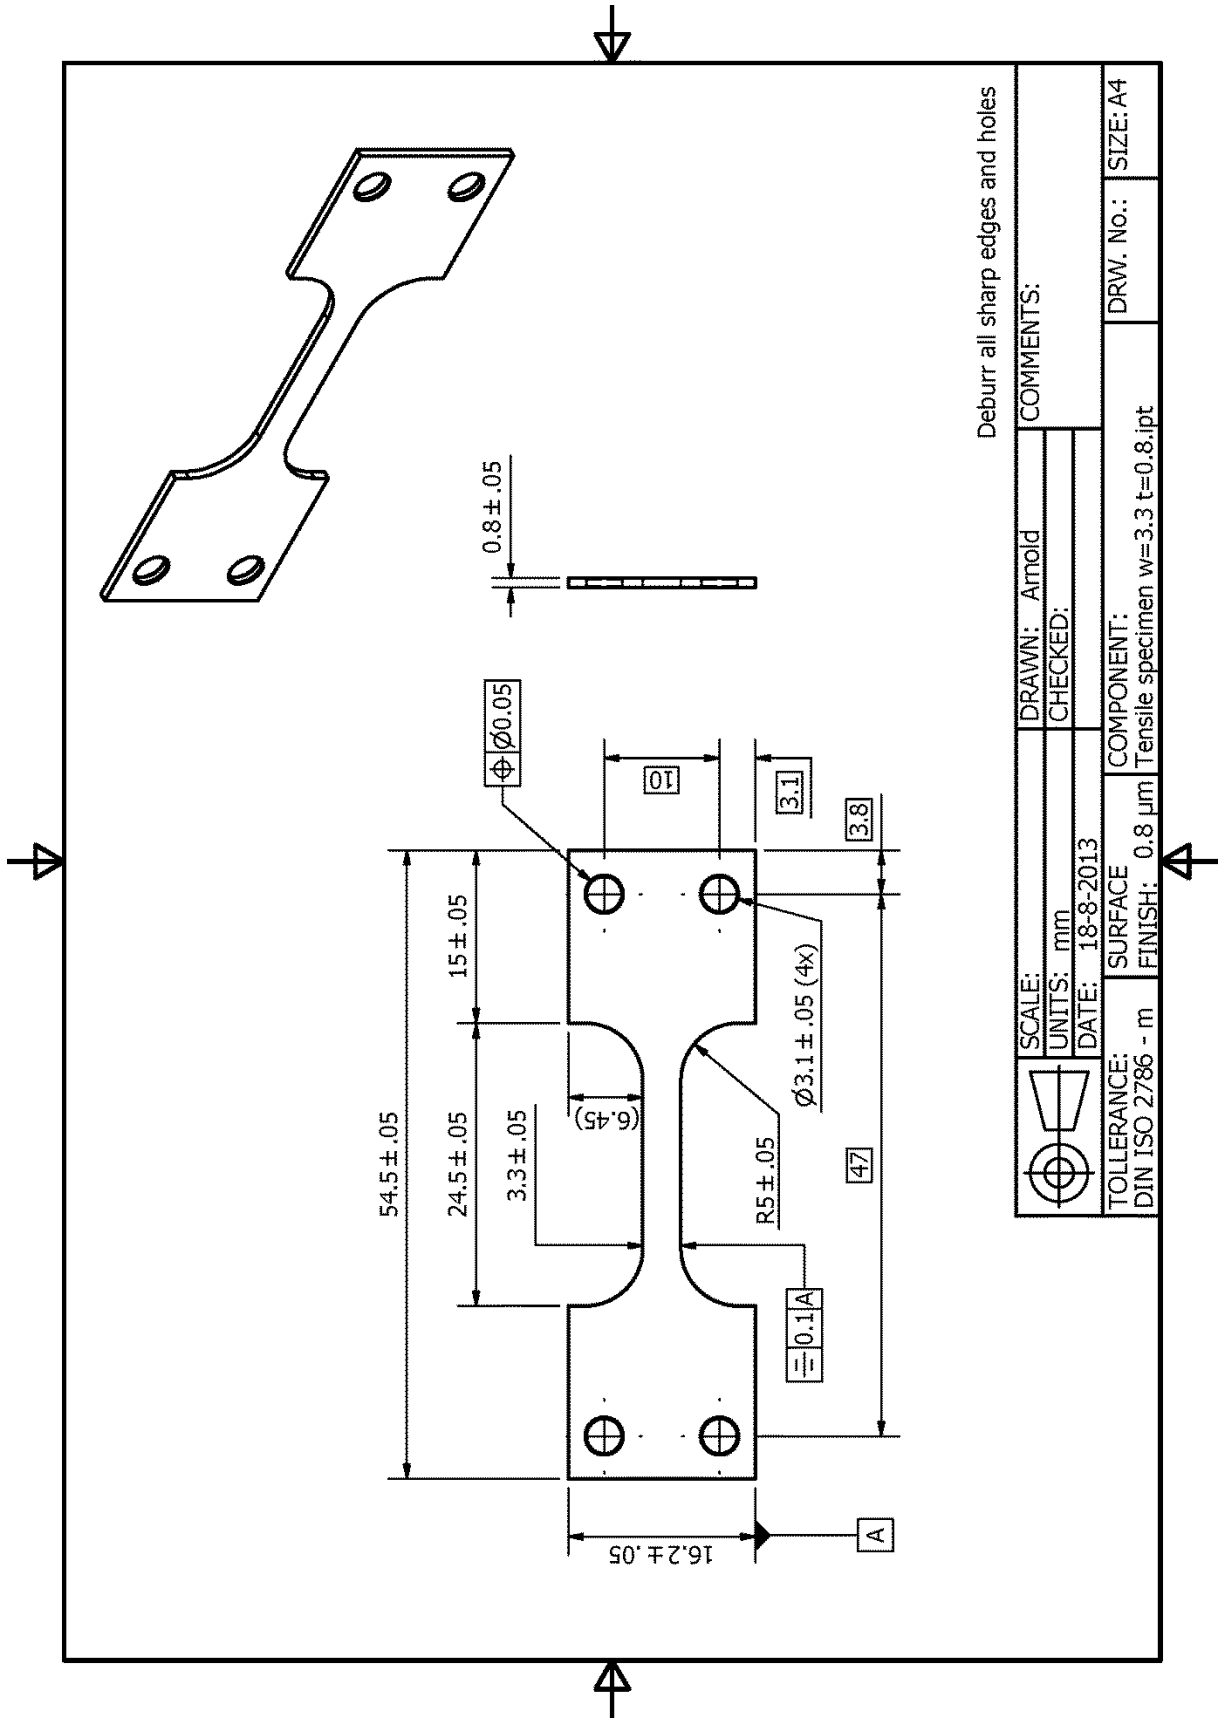 0.8±.05
⌖ Ø0.05
54.5±.05
24.5±.05
15±.05
3.3±.05
(6.45)
10
3.1
3.8
16.2±.05
A
⌯ 0.1 A
R5±.05
Ø3.1±.05 (4x)
47
Deburr all sharp edges and holes
SCALE:
UNITS: mm
DATE: 18-8-2013
DRAWN: Arnold
CHECKED:
COMMENTS:
TOLLERANCE:
DIN ISO 2786 - m
SURFACE
FINISH: 0.8 µm
COMPONENT:
Tensile specimen w=3.3 t=0.8.ipt
DRW. No.:
SIZE: A4